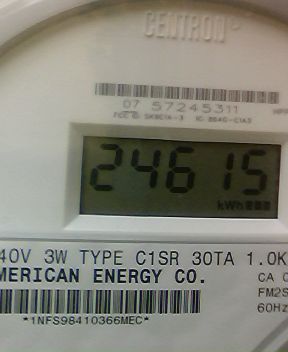 CENTRON
07 57245311
24615
kWh
40V 3W TYPE C1SR 30TA 1.0K
MERICAN ENERGY CO.
CA
FM2S
60Hz
*1NFS98410366MEC*